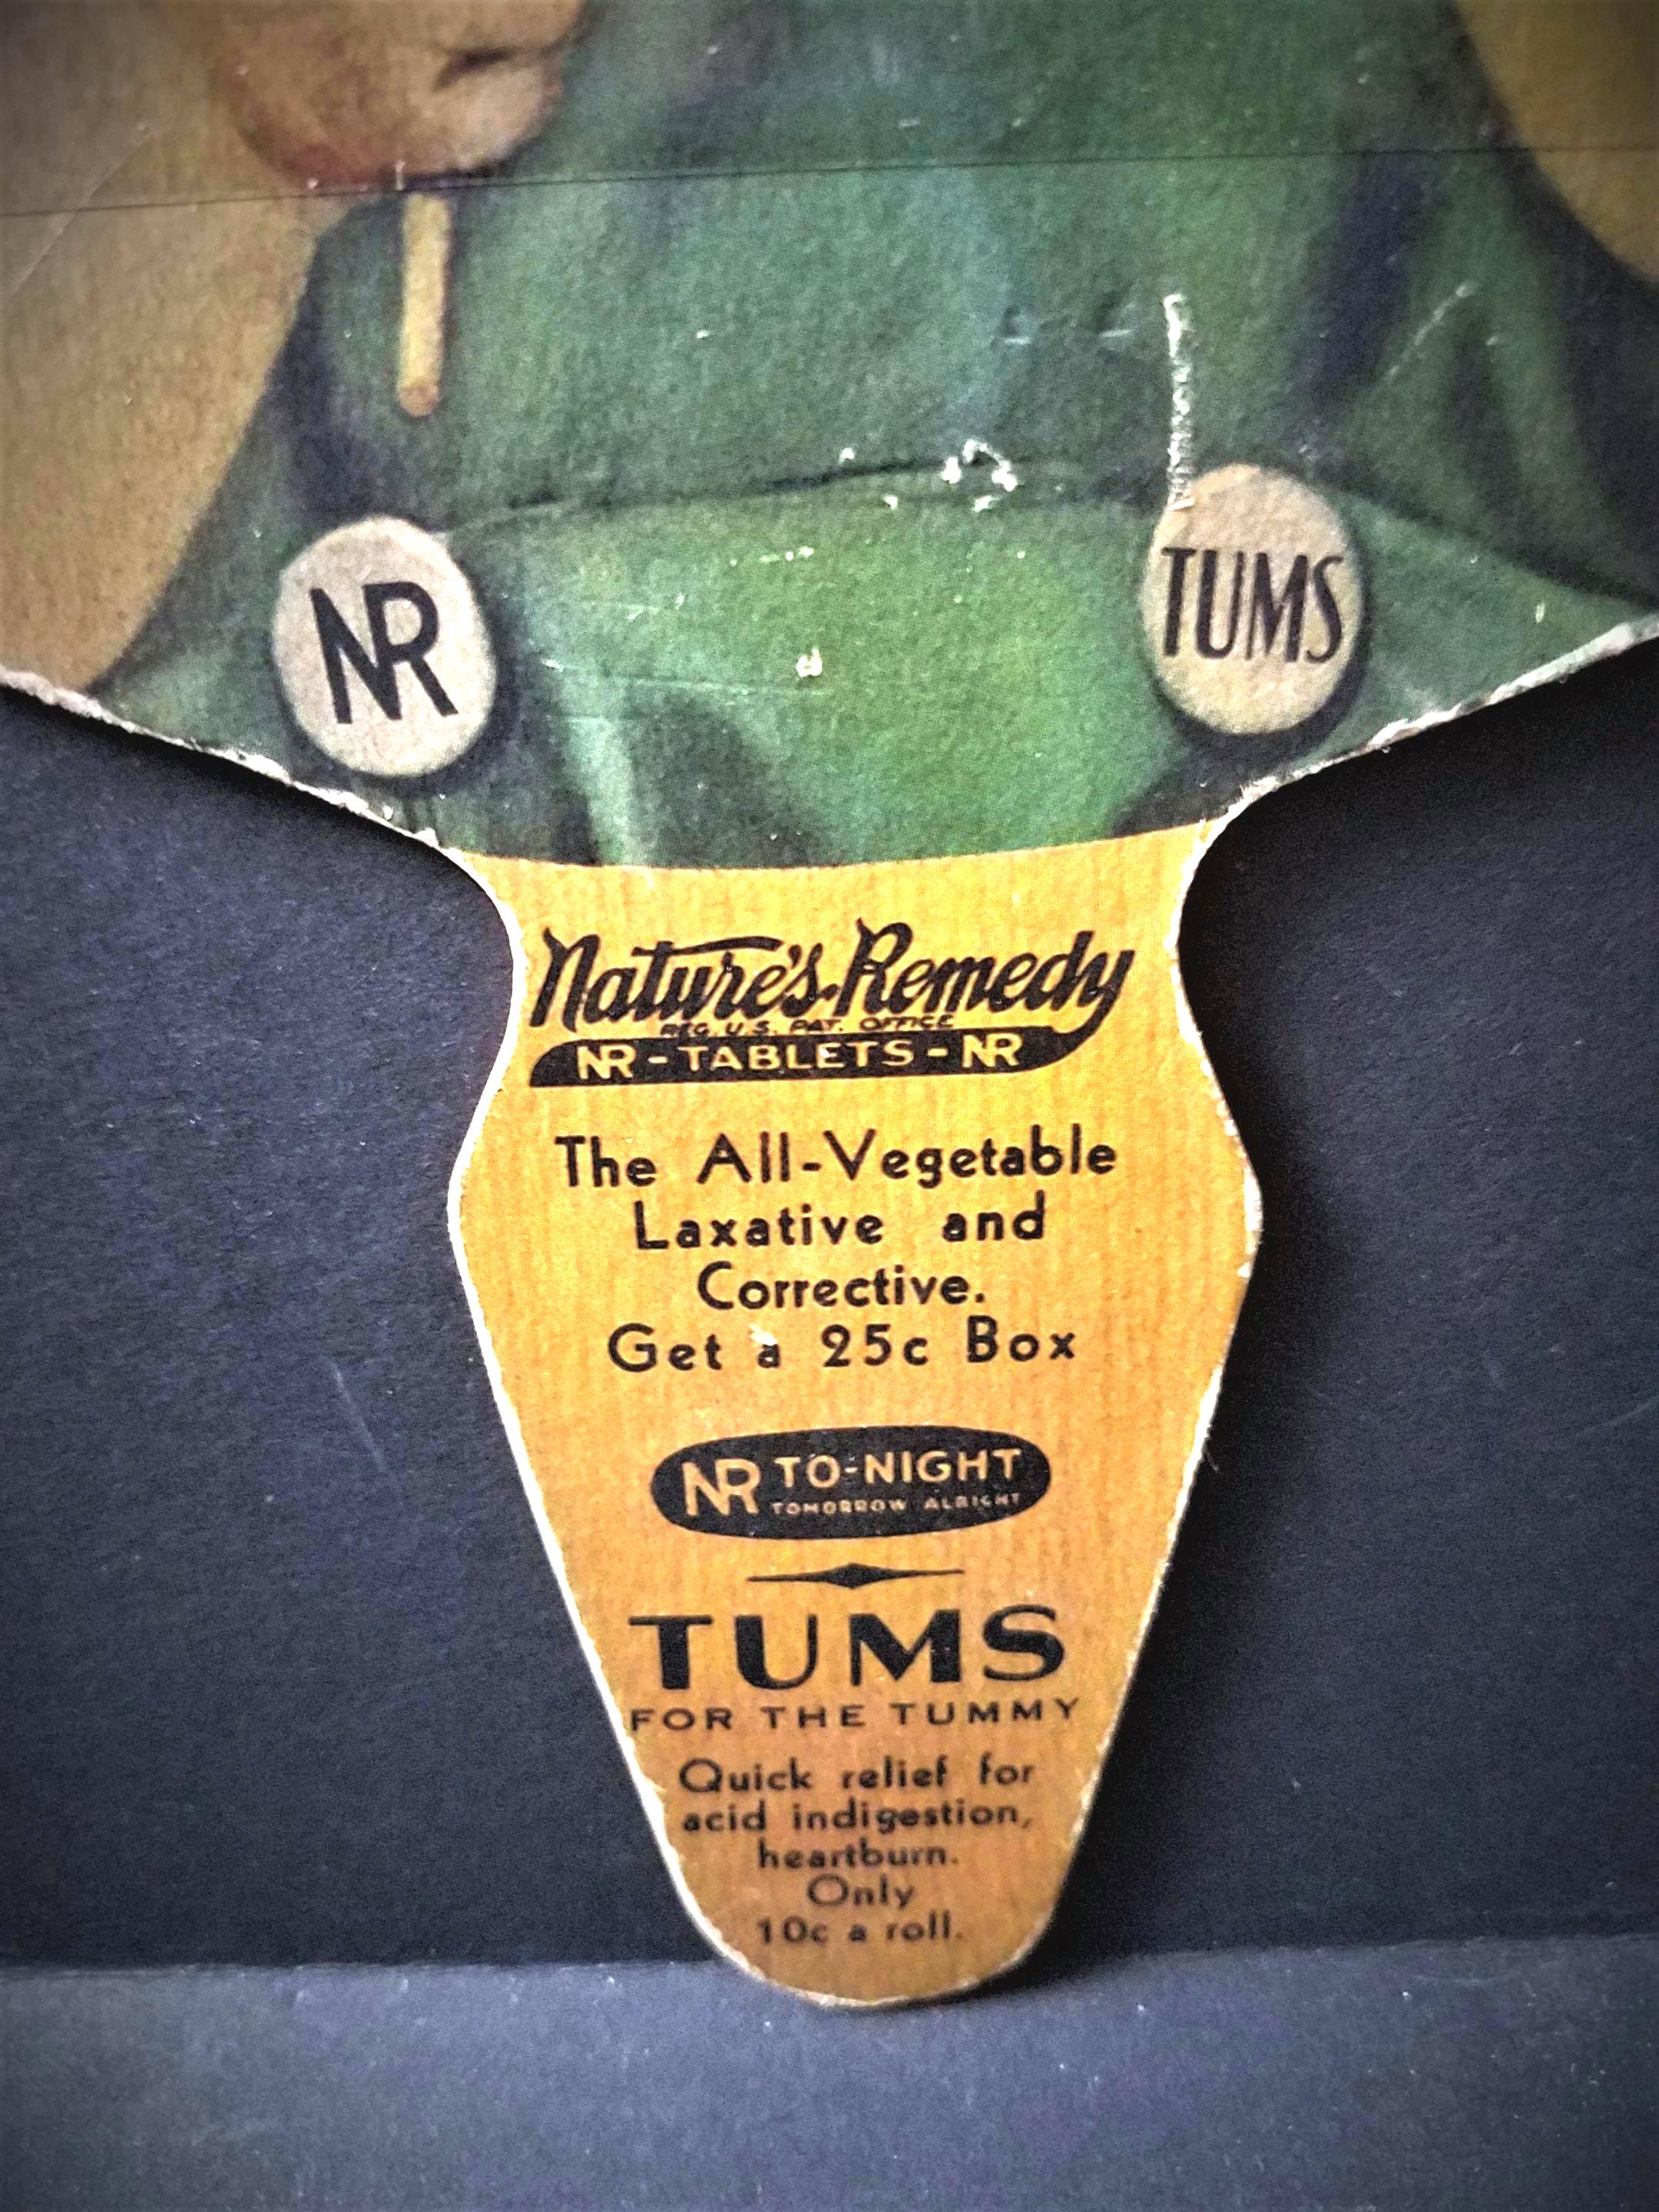 NR
TUMS
Nature's Remedy
REG. U.S. PAT. OFFICE
NR - TABLETS - NR
The All-Vegetable
Laxative and
Corrective.
Get a 25c Box
NR TO-NIGHT
TOMORROW ALRIGHT
TUMS
FOR THE TUMMY
Quick relief for
acid indigestion,
heartburn.
Only
10c a roll.